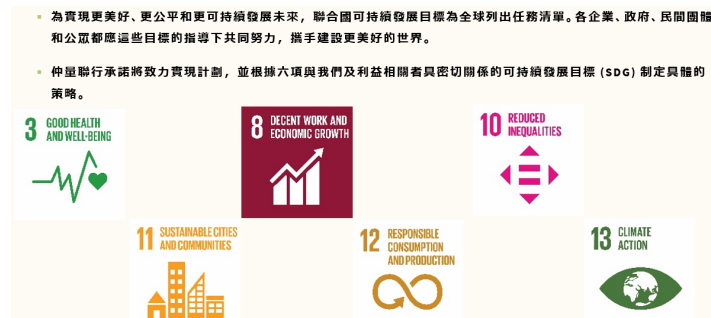 為實現更美好、更公平和更可持續發展未來，聯合國可持續發展目標為全球列出任務清單。各企業、政府、民間團體
和公眾都應這些目標的指導下共同努力，攜手建設更美好的世界。
仲量聯行承諾將致力實現計劃，並根據六項與我們及利益相關者具密切關係的可持續發展目標 (SDG) 制定具體的
策略。
3 GOOD HEALTH
AND WELL-BEING
8 DECENT WORK AND
ECONOMIC GROWTH
10 REDUCED
INEQUALITIES
11 SUSTAINABLE CITIES
AND COMMUNITIES
12 RESPONSIBLE
CONSUMPTION
AND PRODUCTION
13 CLIMATE
ACTION